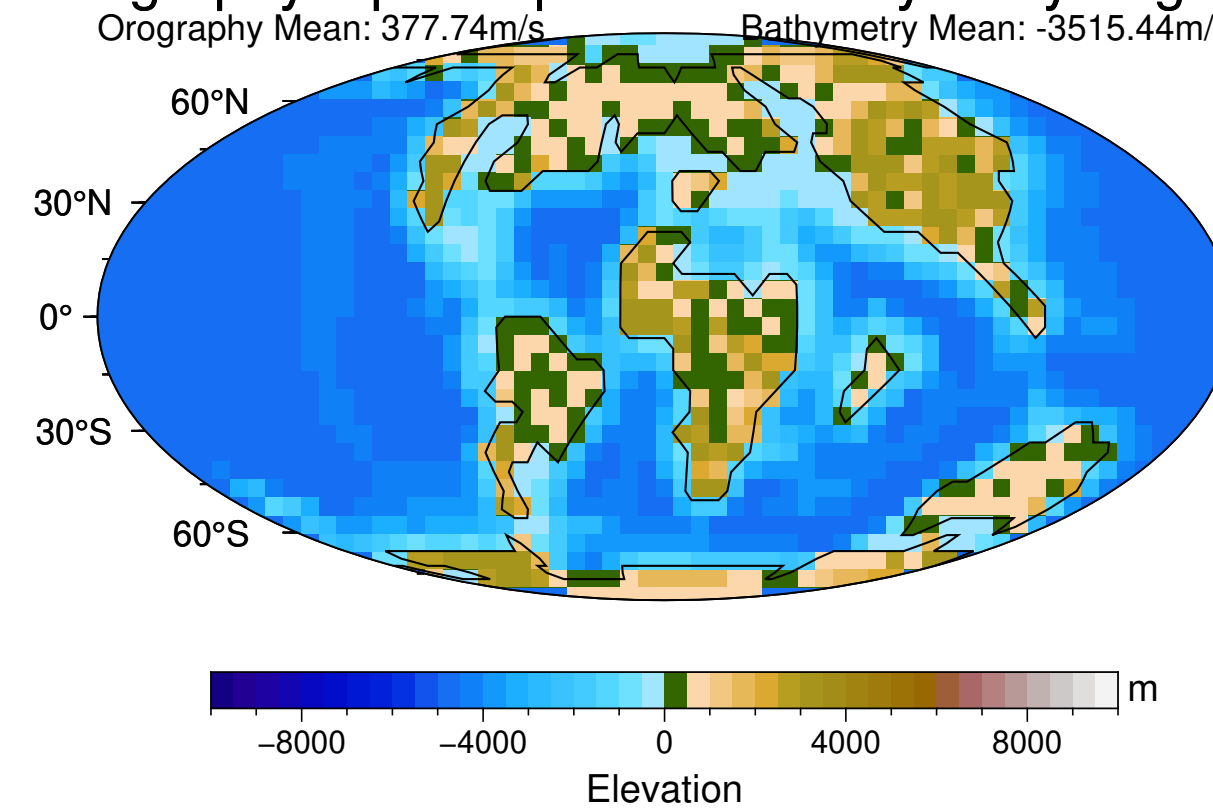 Orography Mean: 377.74m/s Bathymetry Mean: -3515.44m/
60°N
30°N
0°
30°S
60°S
−8000 −4000 0 4000 8000 m
Elevation